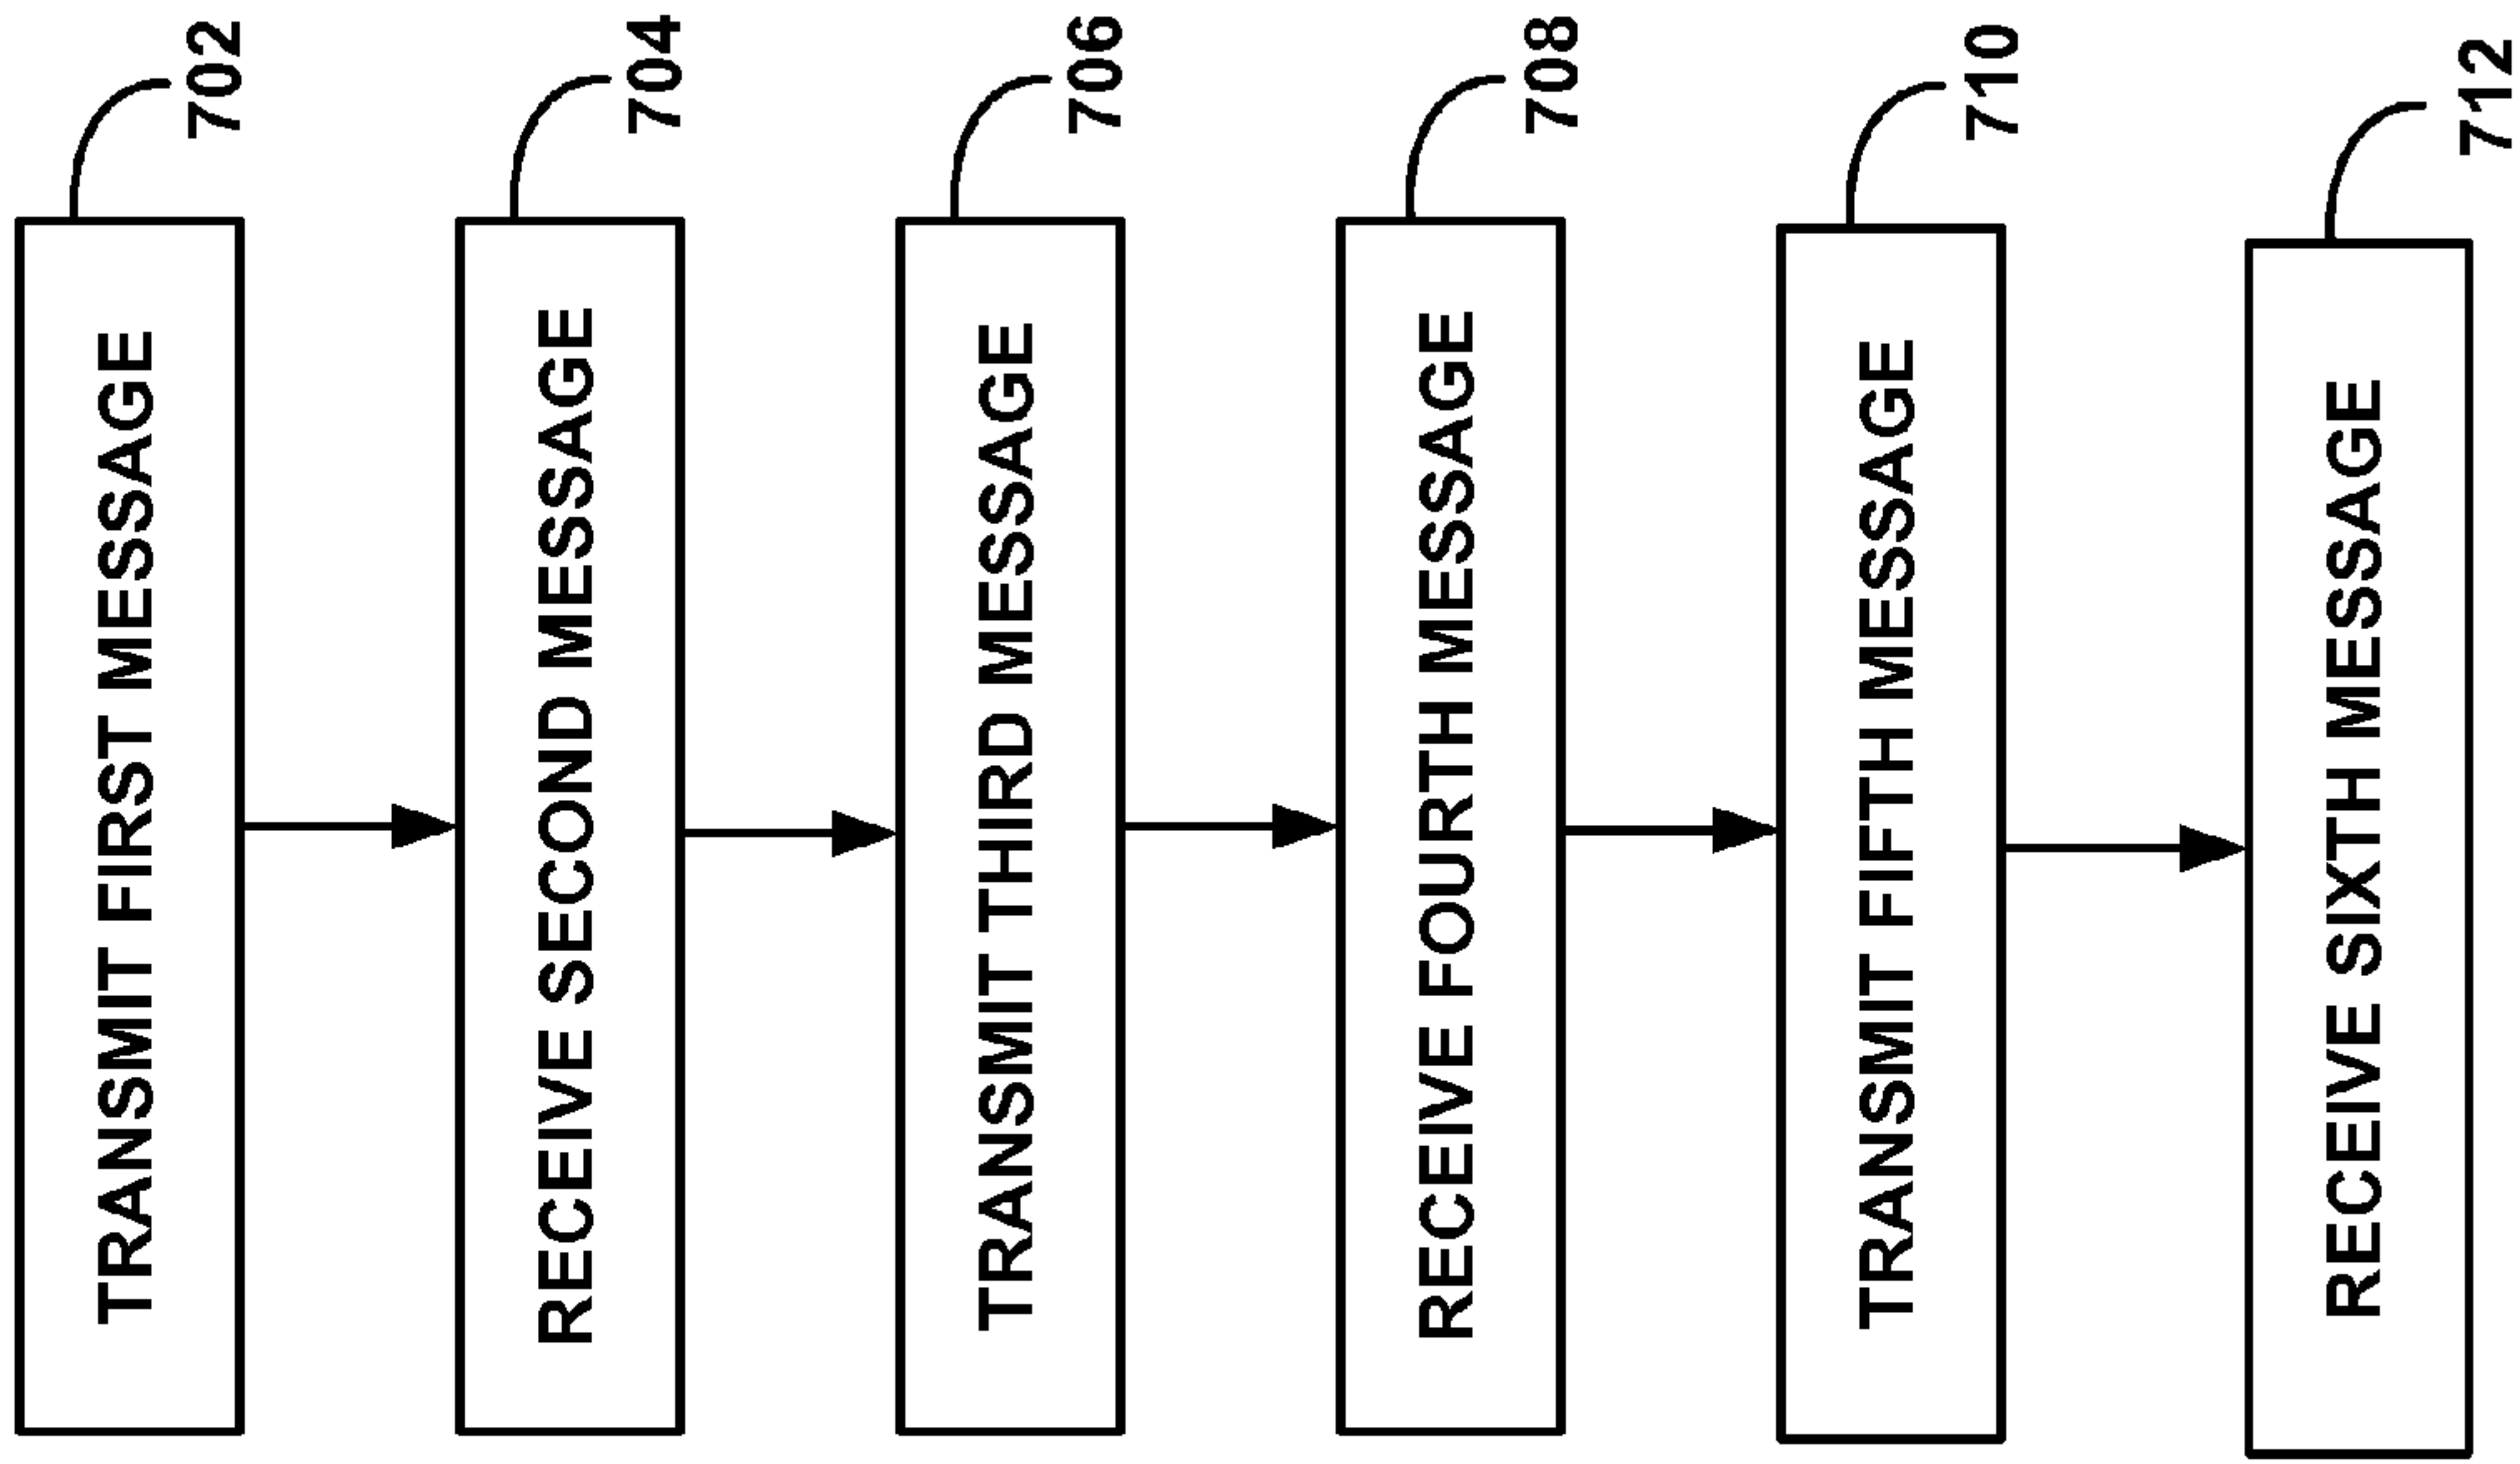 TRANSMIT FIRST MESSAGE
702
RECEIVE SECOND MESSAGE
704
TRANSMIT THIRD MESSAGE
706
RECEIVE FOURTH MESSAGE
708
TRANSMIT FIFTH MESSAGE
710
RECEIVE SIXTH MESSAGE
712